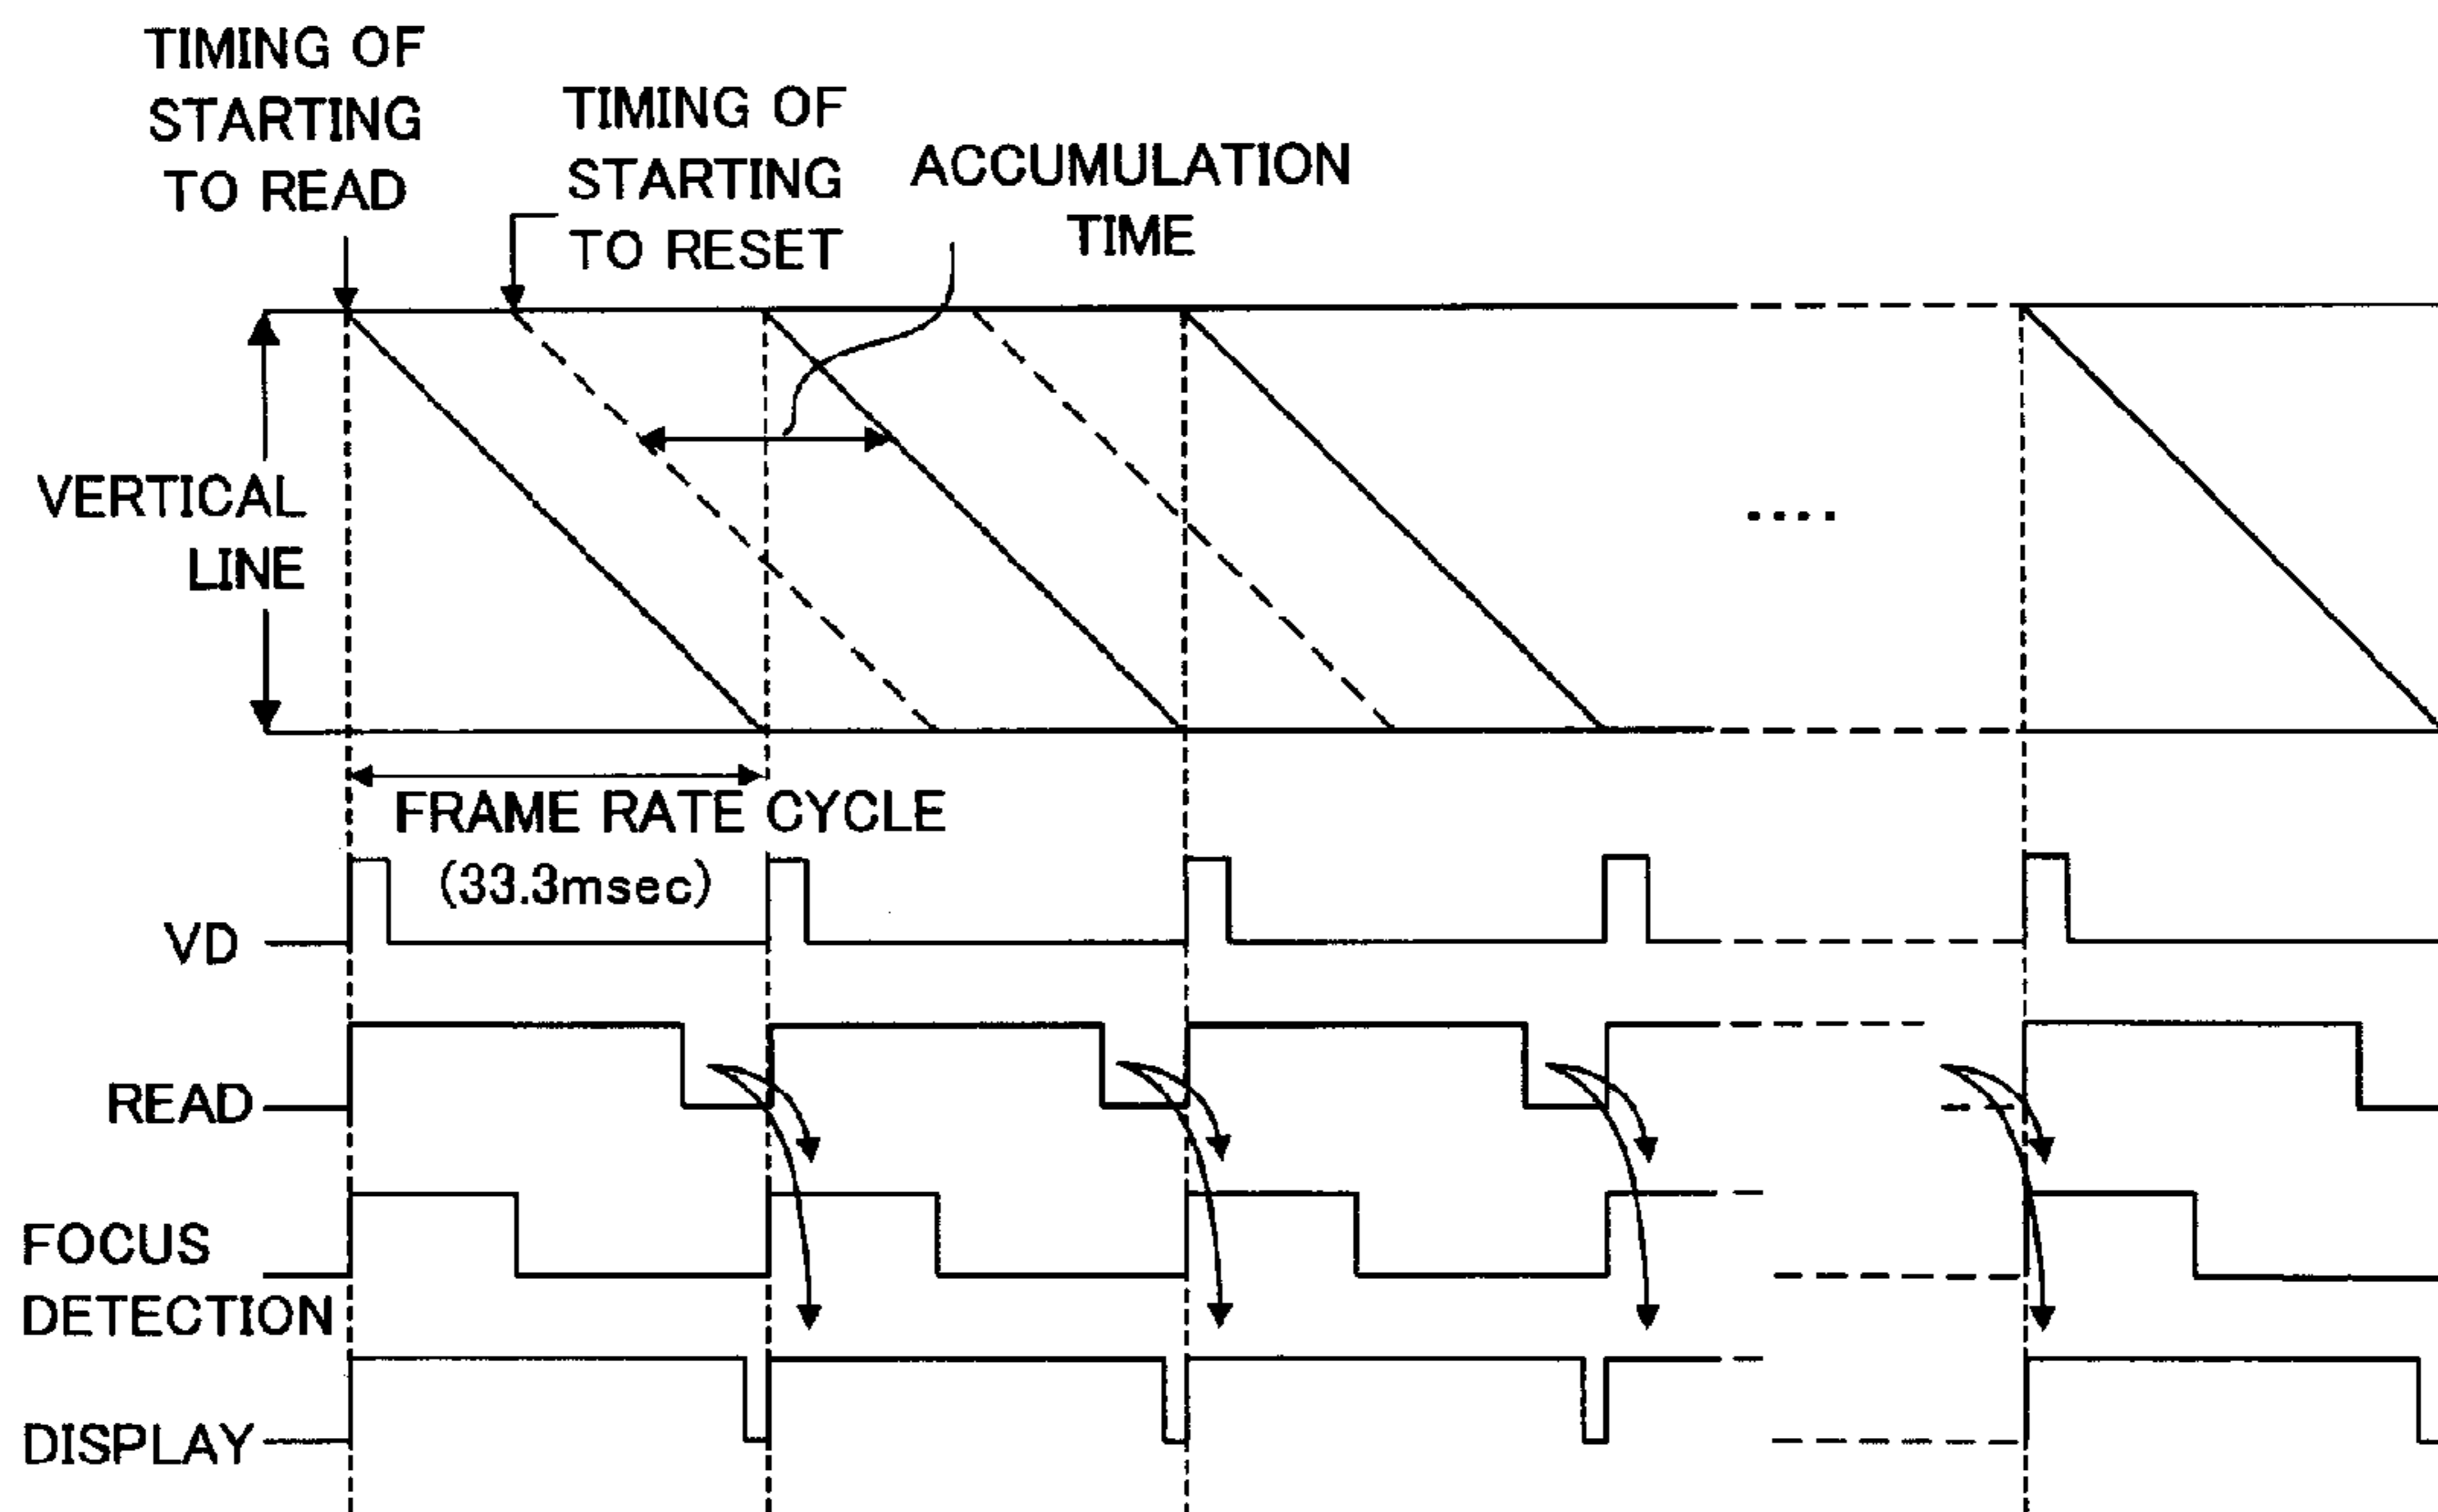 TIMING OF
STARTING
TO READ
TIMING OF
STARTING
TO RESET
ACCUMULATION
TIME
VERTICAL
LINE
....
FRAME RATE CYCLE
(33.3msec)
VD
READ
FOCUS
DETECTION
DISPLAY